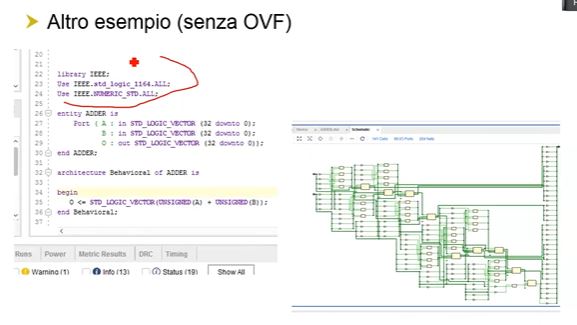 Altro esempio (senza OVF)
20
21
22 library IEEE;
23 Use IEEE.std_logic_1164.ALL;
24 Use IEEE.NUMERIC_STD.ALL;
25
26 entity ADDER is
27 Port ( A : in STD_LOGIC_VECTOR (32 downto 0);
28 B : in STD_LOGIC_VECTOR (32 downto 0);
29 O : out STD_LOGIC_VECTOR (32 downto 0));
30 end ADDER;
31
32 architecture Behavioral of ADDER is
33
34 begin
35 O <= STD_LOGIC_VECTOR(UNSIGNED(A) + UNSIGNED(B));
36 end Behavioral;
37
Runs Power Metric Results DRC Timing
Warning (1) Info (13) Status (19) Show All
Schematic